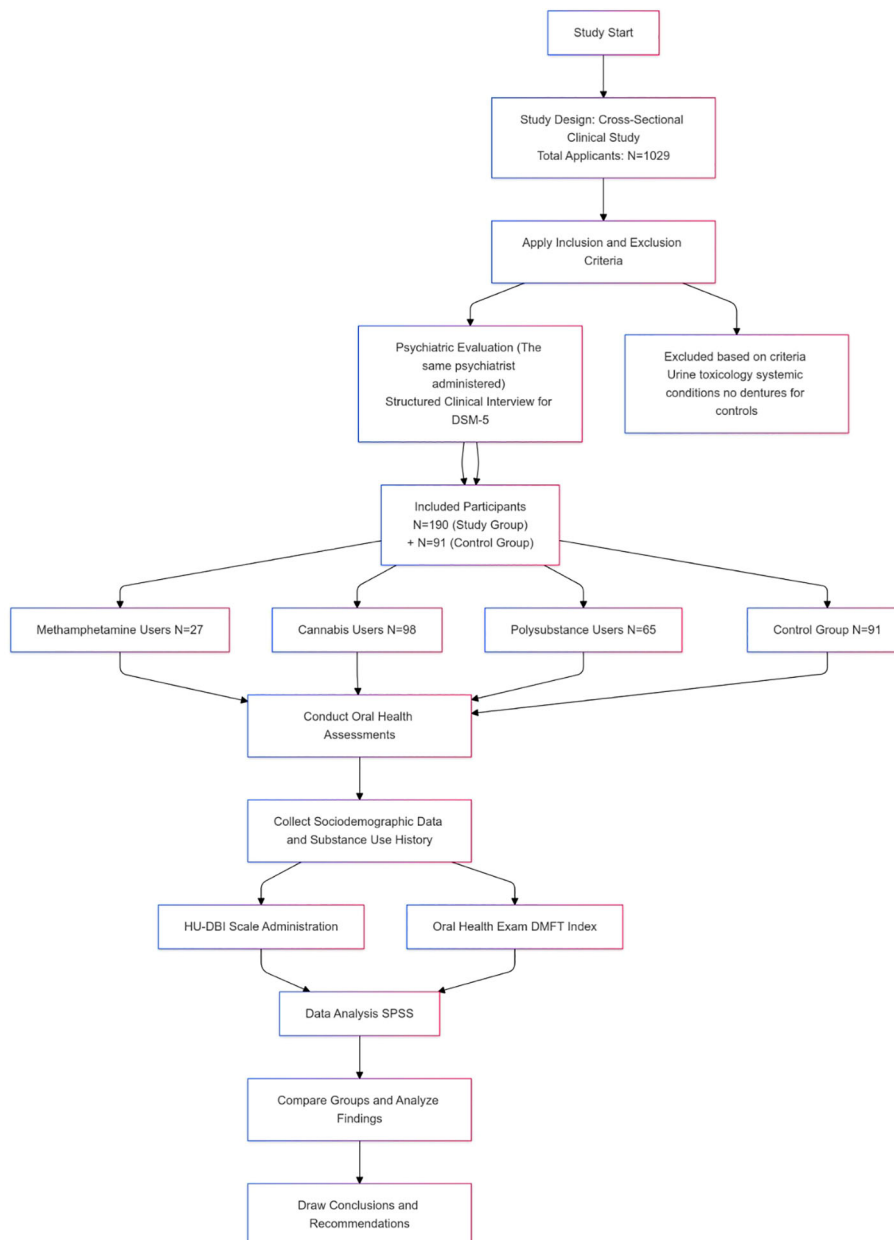 Study Start
Study Design: Cross-Sectional
Clinical Study
Total Applicants: N=1029
Apply Inclusion and Exclusion
Criteria
Psychiatric Evaluation (The
same psychiatrist
administered)
Structured Clinical Interview for
DSM-5
Excluded based on criteria
Urine toxicology systemic
conditions no dentures for
controls
Included Participants
N=190 (Study Group)
+ N=91 (Control Group)
Methamphetamine Users N=27
Cannabis Users N=98
Polysubstance Users N=65
Control Group N=91
Conduct Oral Health
Assessments
Collect Sociodemographic Data
and Substance Use History
HU-DBI Scale Administration
Oral Health Exam DMFT Index
Data Analysis SPSS
Compare Groups and Analyze
Findings
Draw Conclusions and
Recommendations